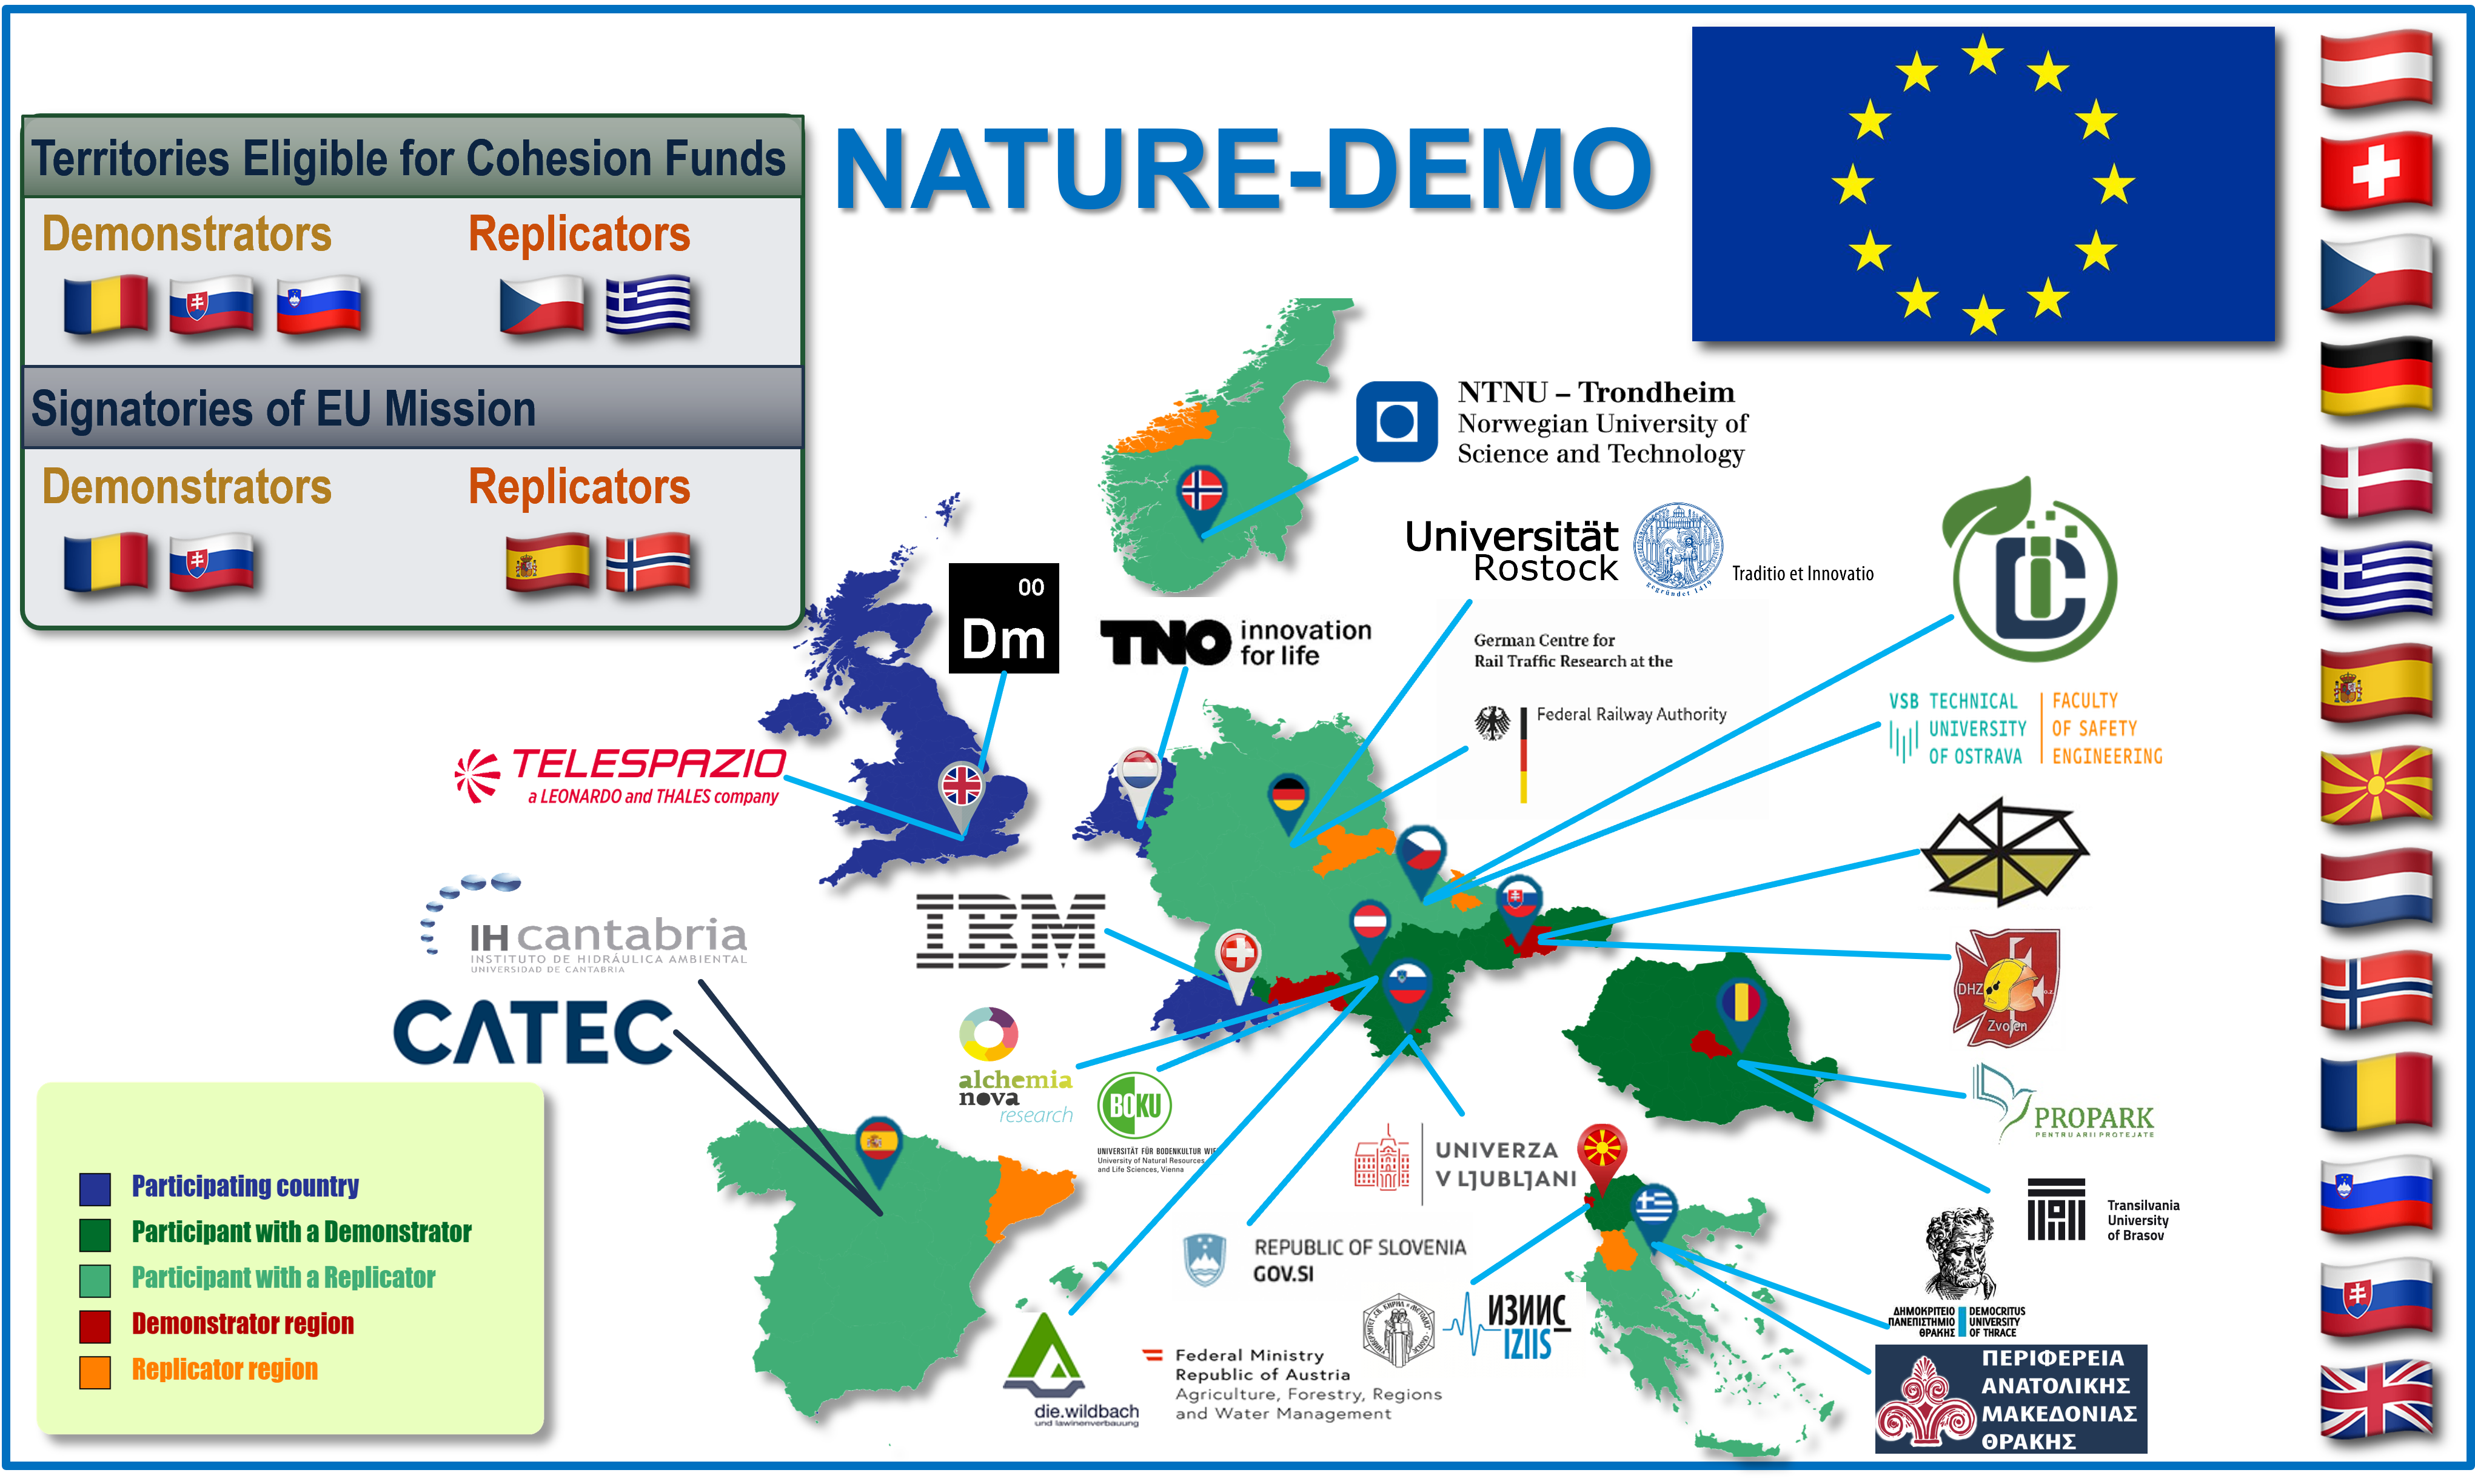 NATURE-DEMO
Territories Eligible for Cohesion Funds
Demonstrators
Replicators
Signatories of EU Mission
Demonstrators
Replicators
NTNU – Trondheim
Norwegian University of
Science and Technology
Universität
Rostock
Traditio et Innovatio
gegründet 1419
00
Dm
TNO innovation
for life
German Centre for
Rail Traffic Research at the
Federal Railway Authority
iC
VSB TECHNICAL
UNIVERSITY
OF OSTRAVA
FACULTY
OF SAFETY
ENGINEERING
TELESPAZIO
a LEONARDO and THALES company
IHcantabria
INSTITUTO DE HIDRÁULICA AMBIENTAL
UNIVERSIDAD DE CANTABRIA
IBM
CATEC
DHZ o.z.
Zvolen
alchemia
nova
research
BOKU
UNIVERSITÄT FÜR BODENKULTUR WIE
University of Natural Resources
and Life Sciences, Vienna
PROPARK
PENTRU ARII PROTEJATE
UNIVERZA
V LJUBLJANI
Transilvania
University
of Brasov
REPUBLIC OF SLOVENIA
GOV.SI
ИЗИИС
IZIIS
ΔΗΜΟΚΡΙΤΕΙΟ
ΠΑΝΕΠΙΣΤΗΜΙΟ
ΘΡΑΚΗΣ
DEMOCRITUS
UNIVERSITY
OF THRACE
ΠΕΡΙΦΕΡΕΙΑ
ΑΝΑΤΟΛΙΚΗΣ
ΜΑΚΕΔΟΝΙΑΣ
ΘΡΑΚΗΣ
die.wildbach
und lawinenverbauung
Federal Ministry
Republic of Austria
Agriculture, Forestry, Regions
and Water Management
Participating country
Participant with a Demonstrator
Participant with a Replicator
Demonstrator region
Replicator region